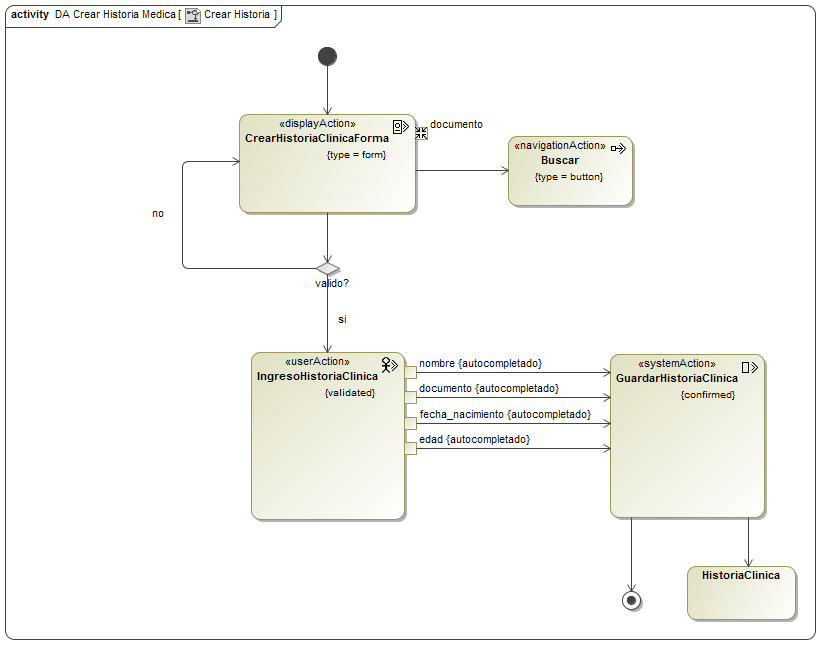 activity DA Crear Historia Medica [ Crear Historia ]
«displayAction»
CrearHistoriaClinicaForma
{type = form}
documento
«navigationAction»
Buscar
{type = button}
no
valido?
si
«userAction»
IngresoHistoriaClinica
{validated}
nombre {autocompletado}
documento {autocompletado}
fecha_nacimiento {autocompletado}
edad {autocompletado}
«systemAction»
GuardarHistoriaClinica
{confirmed}
HistoriaClinica